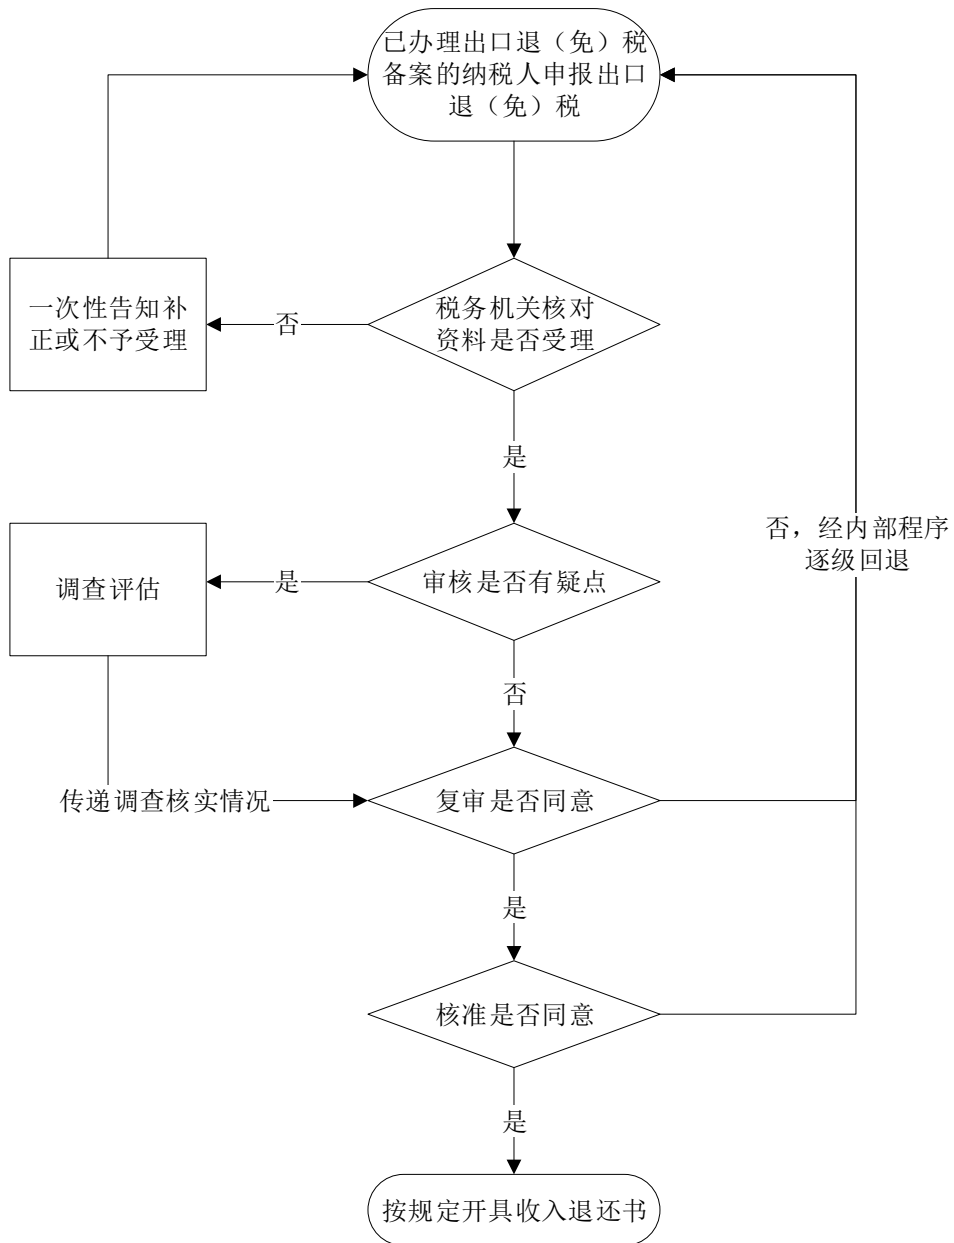 已办理出口退（免）税
备案的纳税人申报出口
退（免）税
一次性告知补
正或不予受理
否
税务机关核对
资料是否受理
是
否，经内部程序
逐级回退
调查评估
是
审核是否有疑点
否
传递调查核实情况
复审是否同意
是
核准是否同意
是
按规定开具收入退还书